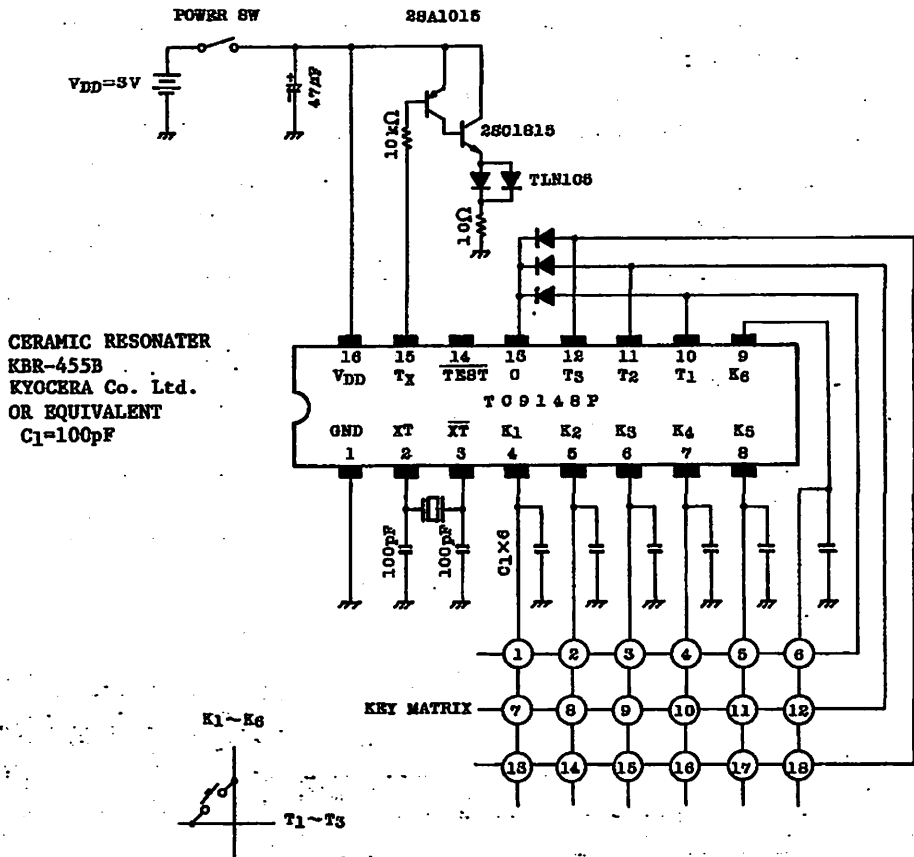 POWER SW
2SA1015
VDD=3V
47μF
10kΩ
2SC1815
TLN105
10Ω
CERAMIC RESONATER
KBR-455B
KYOCERA Co. Ltd.
OR EQUIVALENT
C1=100pF
16 15 14 13 12 11 10 9
VDD TX TEST C T3 T2 T1 K6
TC9148P
GND XT XT K1 K2 K3 K4 K5
1 2 3 4 5 6 7 8
100pF
100pF
C1×6
1 2 3 4 5 6
KEY MATRIX
7 8 9 10 11 12
13 14 15 16 17 18
K1~K6
T1~T3